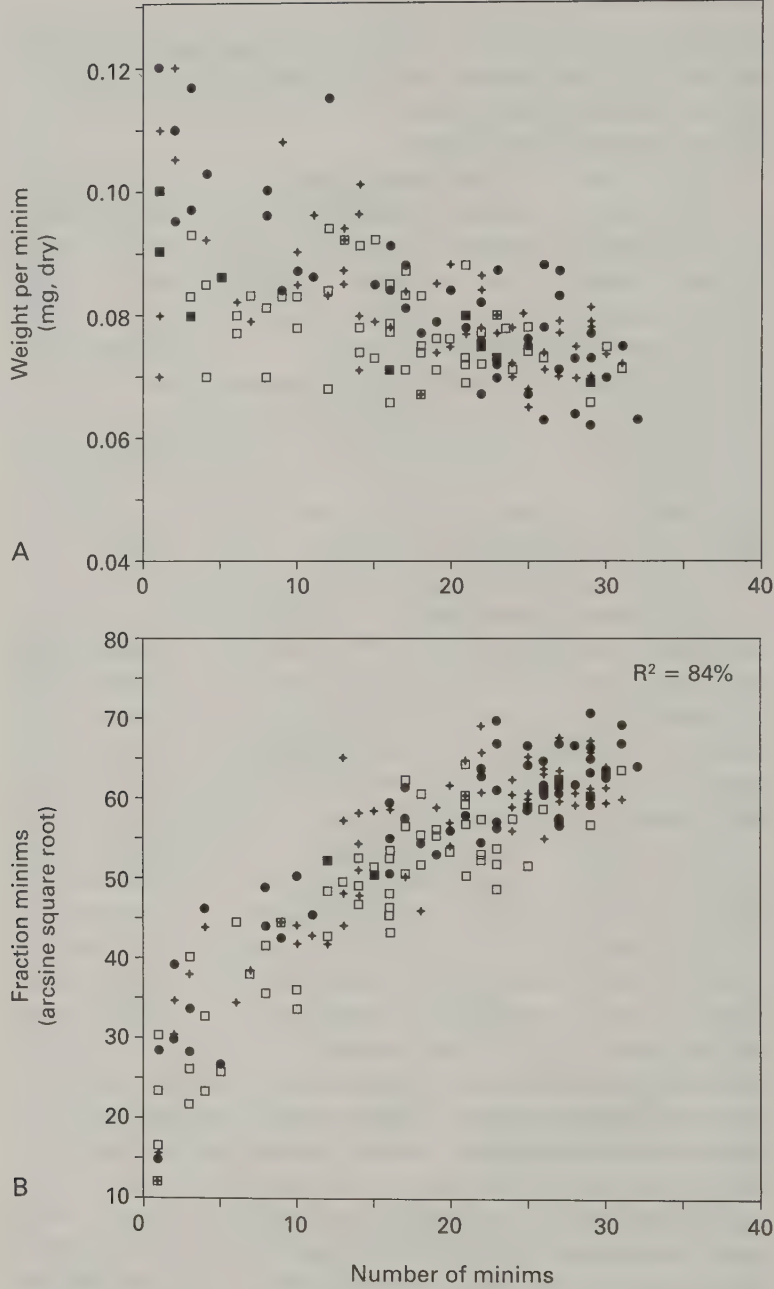 0.12
0.10
0.08
0.06
0.04
Weight per minim
(mg, dry)
A
0 10 20 30 40
80
70
60
50
40
30
20
10
R² = 84%
Fraction minims
(arcsine square root)
B
0 10 20 30 40
Number of minims